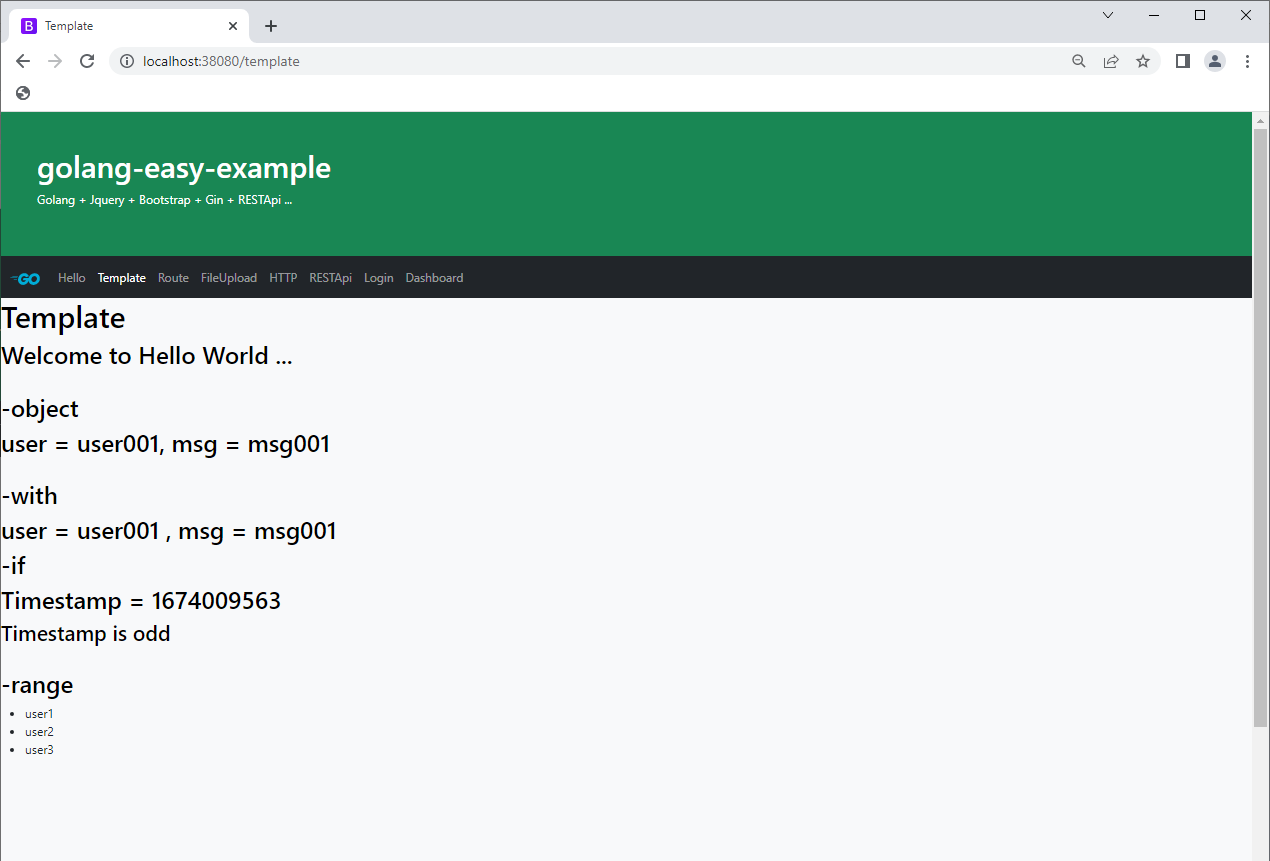 B Template
localhost:38080/template
golang-easy-example
Golang + Jquery + Bootstrap + Gin + RESTApi ...
GO Hello Template Route FileUpload HTTP RESTApi Login Dashboard
Template
Welcome to Hello World ...
-object
user = user001, msg = msg001
-with
user = user001 , msg = msg001
-if
Timestamp = 1674009563
Timestamp is odd
-range
user1
user2
user3